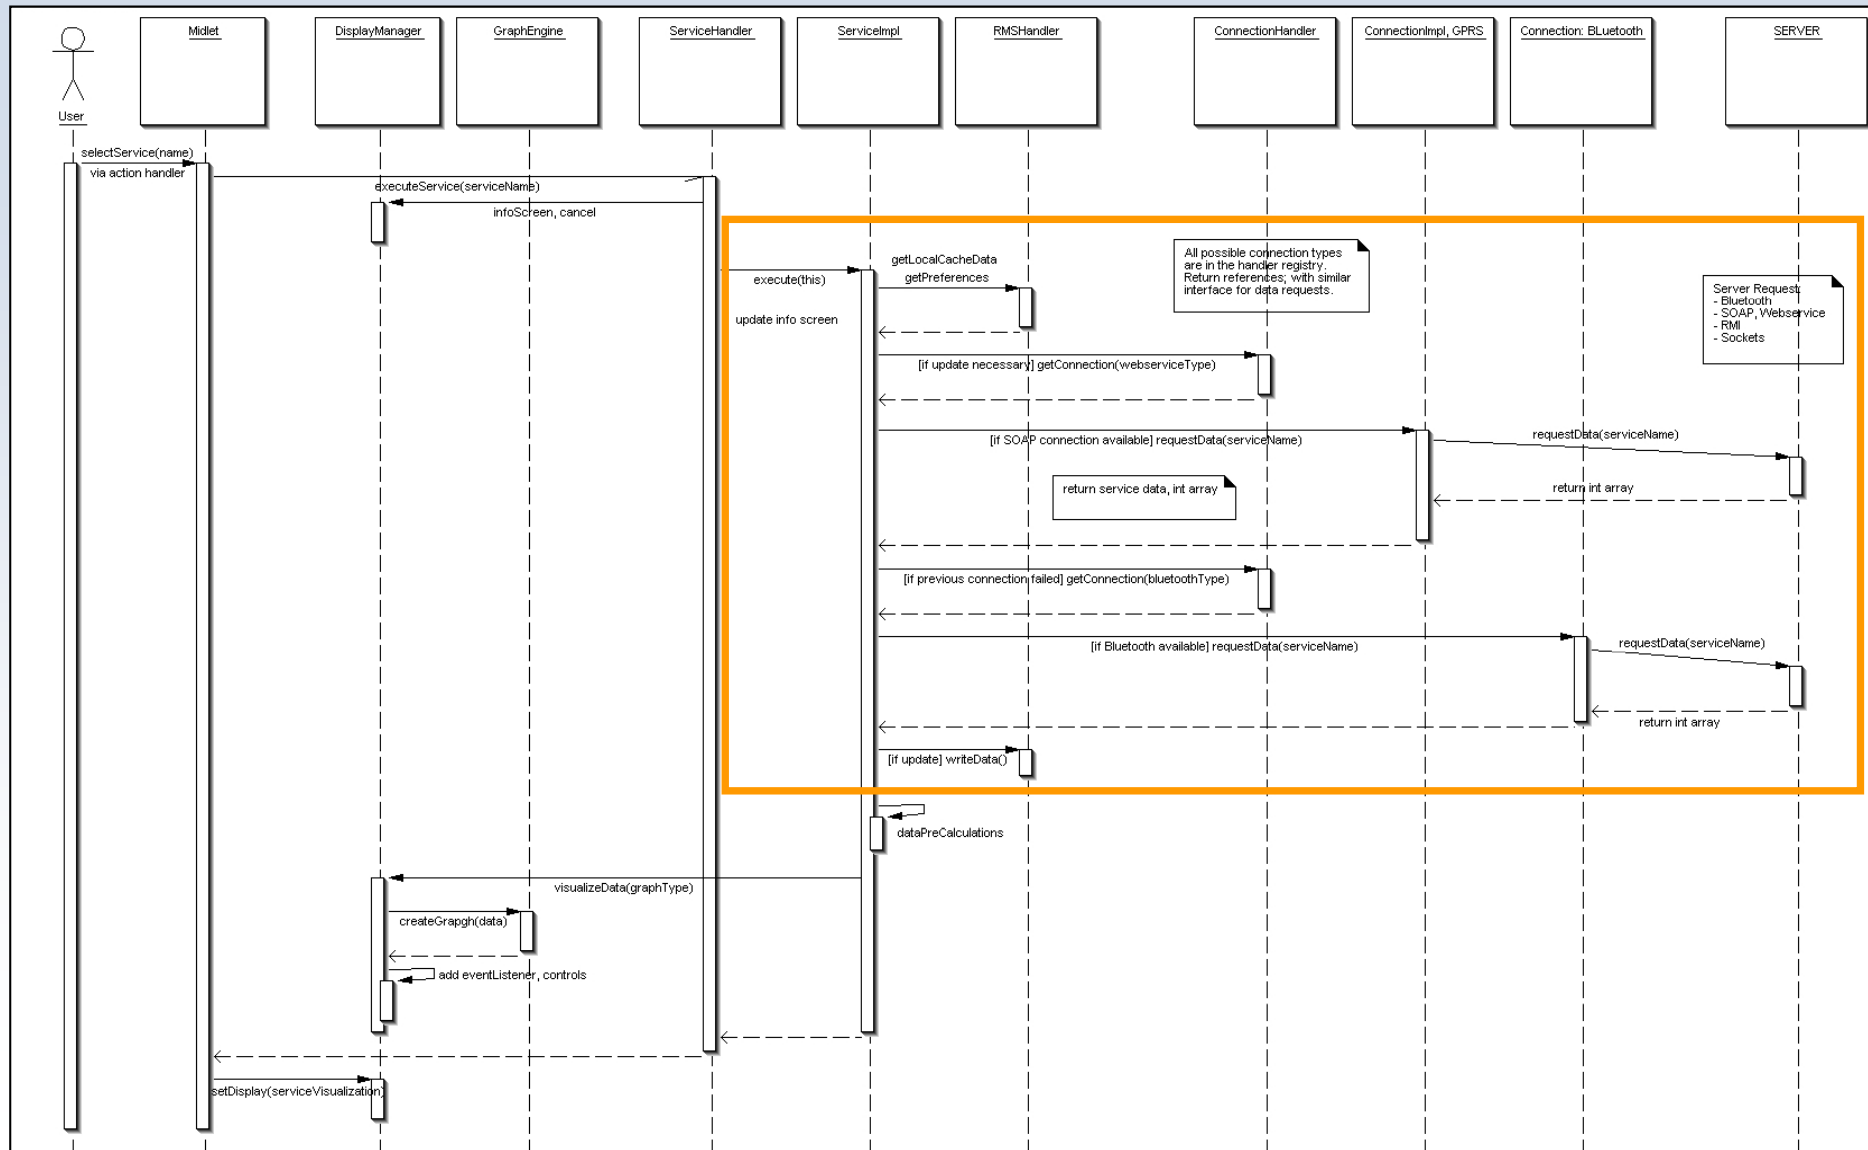 Midlet
DisplayManager
GraphEngine
ServiceHandler
ServiceImpl
RMSHandler
ConnectionHandler
ConnectionImpl, GPRS
Connection: BLuetooth
SERVER
User
selectService(name)
via action handler
executeService(serviceName)
infoScreen, cancel
getLocalCacheData
getPreferences
execute(this)
update info screen
All possible connection types
are in the handler registry.
Return references; with similar
interface for data requests.
Server Request:
- Bluetooth
- SOAP, Webservice
- RMI
- Sockets
[if update necessary] getConnection(webserviceType)
[if SOAP connection available] requestData(serviceName)
requestData(serviceName)
return service data, int array
return int array
[if previous connection failed] getConnection(bluetoothType)
[if Bluetooth available] requestData(serviceName)
requestData(serviceName)
return int array
[if update] writeData()
dataPreCalculations
visualizeData(graphType)
createGrapgh(data)
add eventListener, controls
setDisplay(serviceVisualization)